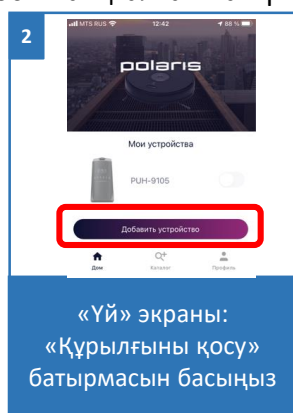 2
MTS RUS 12:42 88 %
polaris
Мои устройства
PUH-9105
Добавить устройство
Дом Каталог Профиль
«Үй» экраны:
«Құрылғыны қосу»
батырмасын басыңыз